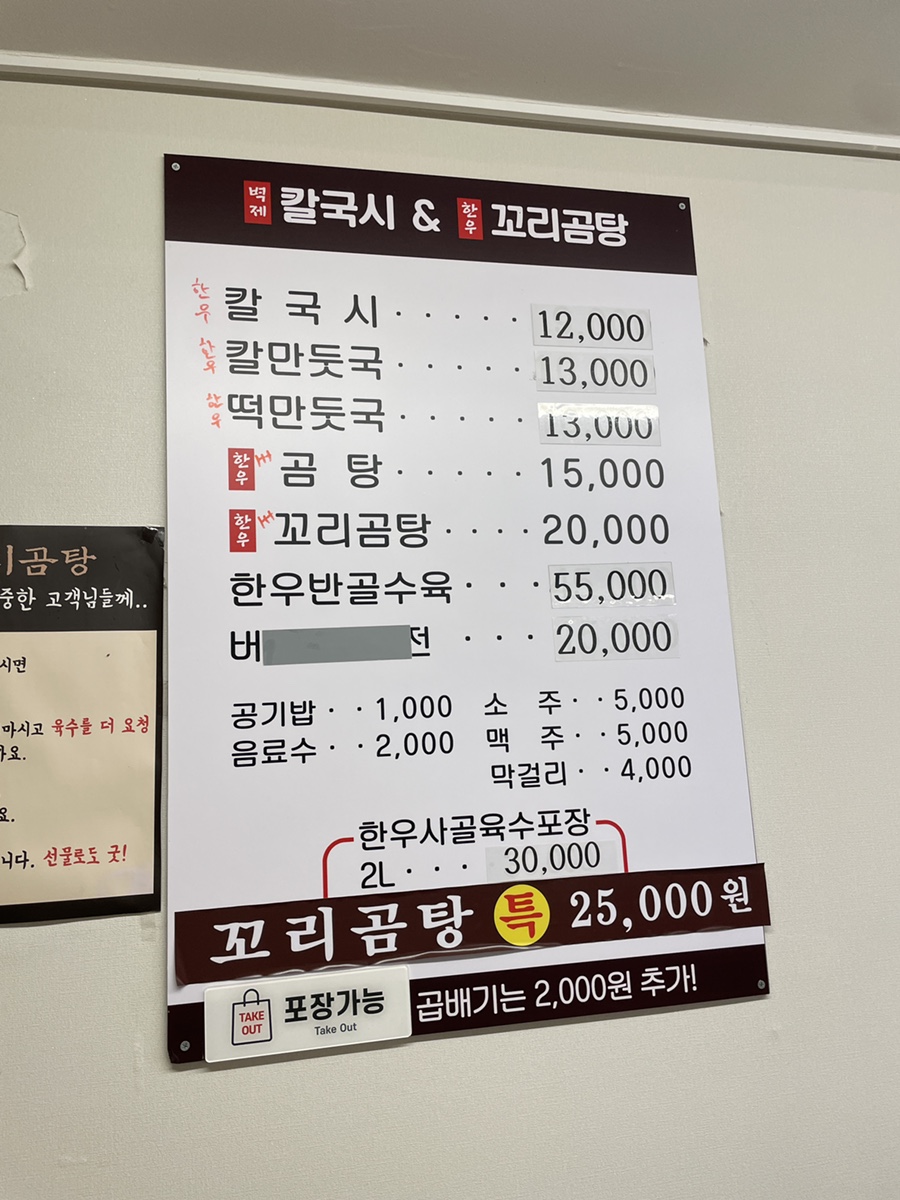 벽제 칼국시 & 한우 꼬리곰탕
한우 칼 국 시 · · · · · 12,000
한우 칼만둣국 · · · · · 13,000
한우 떡만둣국 · · · · · 13,000
한우 곰 탕 · · · · · 15,000
한우 꼬리곰탕 · · · · 20,000
한우반골수육 · · · 55,000
배 전 · · · 20,000
공기밥 · · 1,000
음료수 · · 2,000
소 주 · · 5,000
맥 주 · · 5,000
막걸리 · · 4,000
한우사골육수포장
2L · · · 30,000
꼬리곰탕 특 25,000원
TAKE OUT
포장가능
Take Out
곱배기는 2,000원 추가!
곰탕
중한 고객님들께..
시면
마시고 육수를 더 요청
요.
요.
니다. 선물로도 굿!